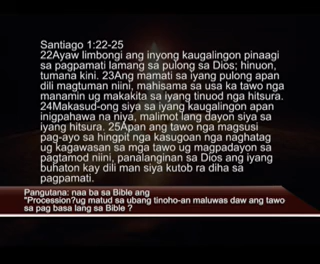 Santiago 1:22-25
22Ayaw limbongi ang inyong kaugalingon pinaagi
sa pagpamati lamang sa pulong sa Dios; hinuon,
tumana kini. 23Ang mamati sa iyang pulong apan
dili magtuman niini, mahisama sa usa ka tawo nga
manamin ug makakita sa iyang tinuod nga hitsura.
24Makasud-ong siya sa iyang kaugalingon apan
inigpahawa na niya, malimot lang dayon siya sa
iyang hitsura. 25Apan ang tawo nga magsusi
pag-ayo sa hingpit nga kasugoan nga naghatag
ug kagawasan sa mga tawo ug magpadayon sa
pagtamod niini, panalanginan sa Dios ang iyang
buhaton kay dili man siya kutob ra diha sa
pagpamati.
Pangutana: naa ba sa Bible ang
"Procession?ug matud sa ubang tinoho-an maluwas daw ang tawo
sa pag basa lang sa Bible ?